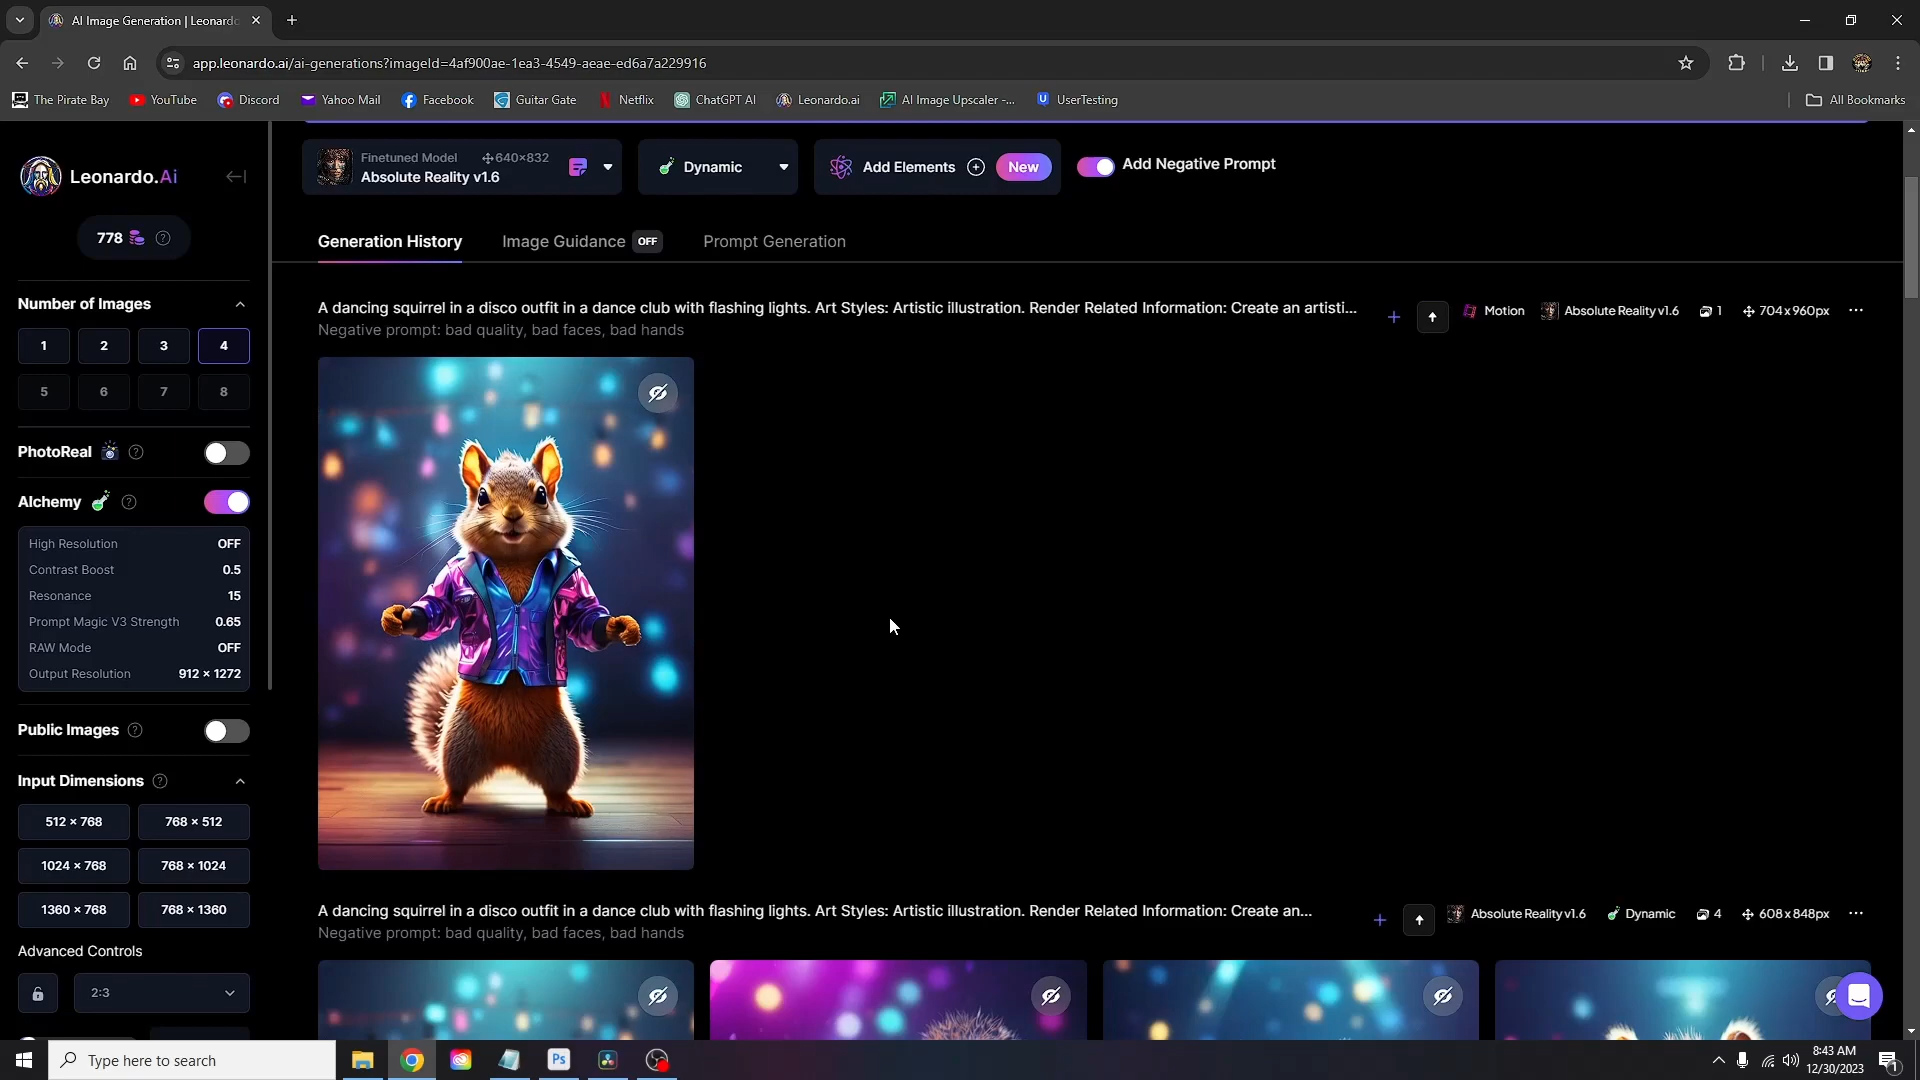 AI Image Generation | Leonardo
app.leonardo.ai/ai-generations?imageId=4af900ae-1ea3-4549-aeae-ed6a7a229916
The Pirate Bay
YouTube
Discord
Yahoo Mail
Facebook
Guitar Gate
Netflix
ChatGPT AI
Leonardo.ai
AI Image Upscaler -...
UserTesting
All Bookmarks
Leonardo.Ai
778
Number of Images
1 2 3 4
5 6 7 8
PhotoReal
Alchemy
High Resolution OFF
Contrast Boost 0.5
Resonance 15
Prompt Magic V3 Strength 0.65
RAW Mode OFF
Output Resolution 912 × 1272
Public Images
Input Dimensions
512 × 768 768 × 512
1024 × 768 768 × 1024
1360 × 768 768 × 1360
Advanced Controls
2:3
Finetuned Model 640×832
Absolute Reality v1.6
Dynamic
Add Elements
New
Add Negative Prompt
Generation History
Image Guidance OFF
Prompt Generation
A dancing squirrel in a disco outfit in a dance club with flashing lights. Art Styles: Artistic illustration. Render Related Information: Create an artisti...
Negative prompt: bad quality, bad faces, bad hands
Motion
Absolute Reality v1.6
1
704 x 960px
A dancing squirrel in a disco outfit in a dance club with flashing lights. Art Styles: Artistic illustration. Render Related Information: Create an...
Negative prompt: bad quality, bad faces, bad hands
Absolute Reality v1.6
Dynamic
4
608 x 848px
Type here to search
Ps
8:43 AM
12/30/2023
1